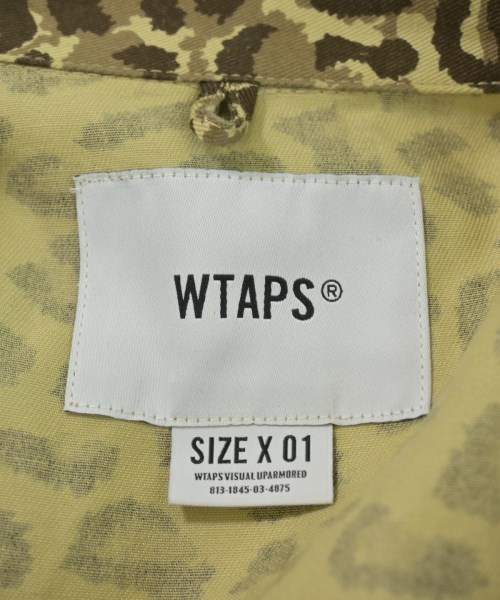 WTAPS®
SIZE X 01
WTAPS VISUAL UPARMORED
813-1845-03-4875